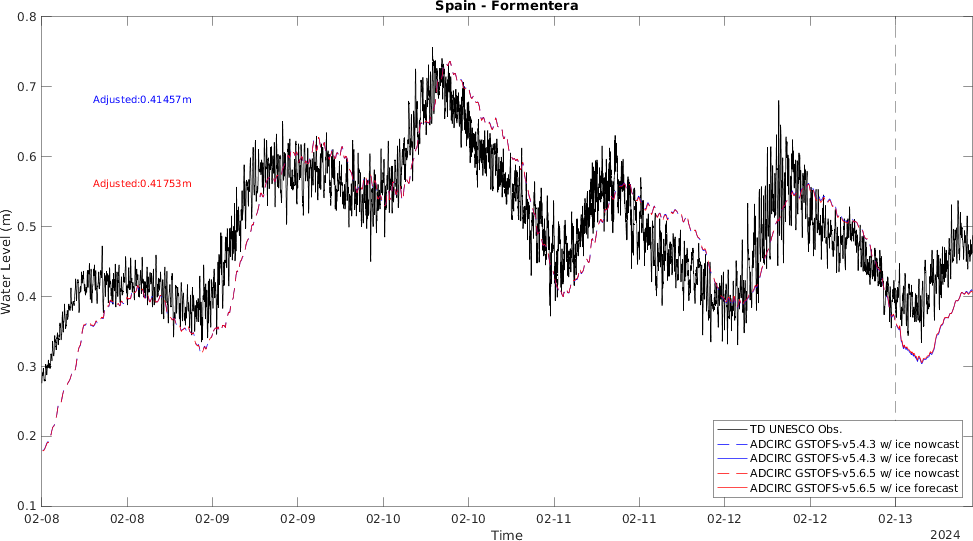 Spain - Formentera
0.8
0.7
0.6
0.5
0.4
0.3
0.2
0.1
Water Level (m)
Adjusted:0.41457m
Adjusted:0.41753m
TD UNESCO Obs.
ADCIRC GSTOFS-v5.4.3 w/ ice nowcast
ADCIRC GSTOFS-v5.4.3 w/ ice forecast
ADCIRC GSTOFS-v5.6.5 w/ ice nowcast
ADCIRC GSTOFS-v5.6.5 w/ ice forecast
02-08 02-08 02-09 02-09 02-10 02-10 02-11 02-11 02-12 02-12 02-13
Time
2024